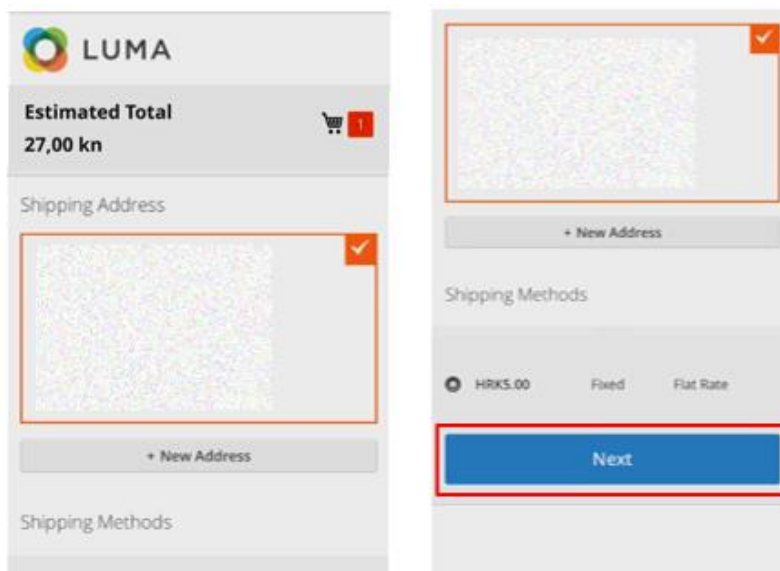 LUMA
Estimated Total
27,00 kn
1
Shipping Address
+ New Address
Shipping Methods
+ New Address
Shipping Methods
HRK5.00 Fixed Flat Rate
Next